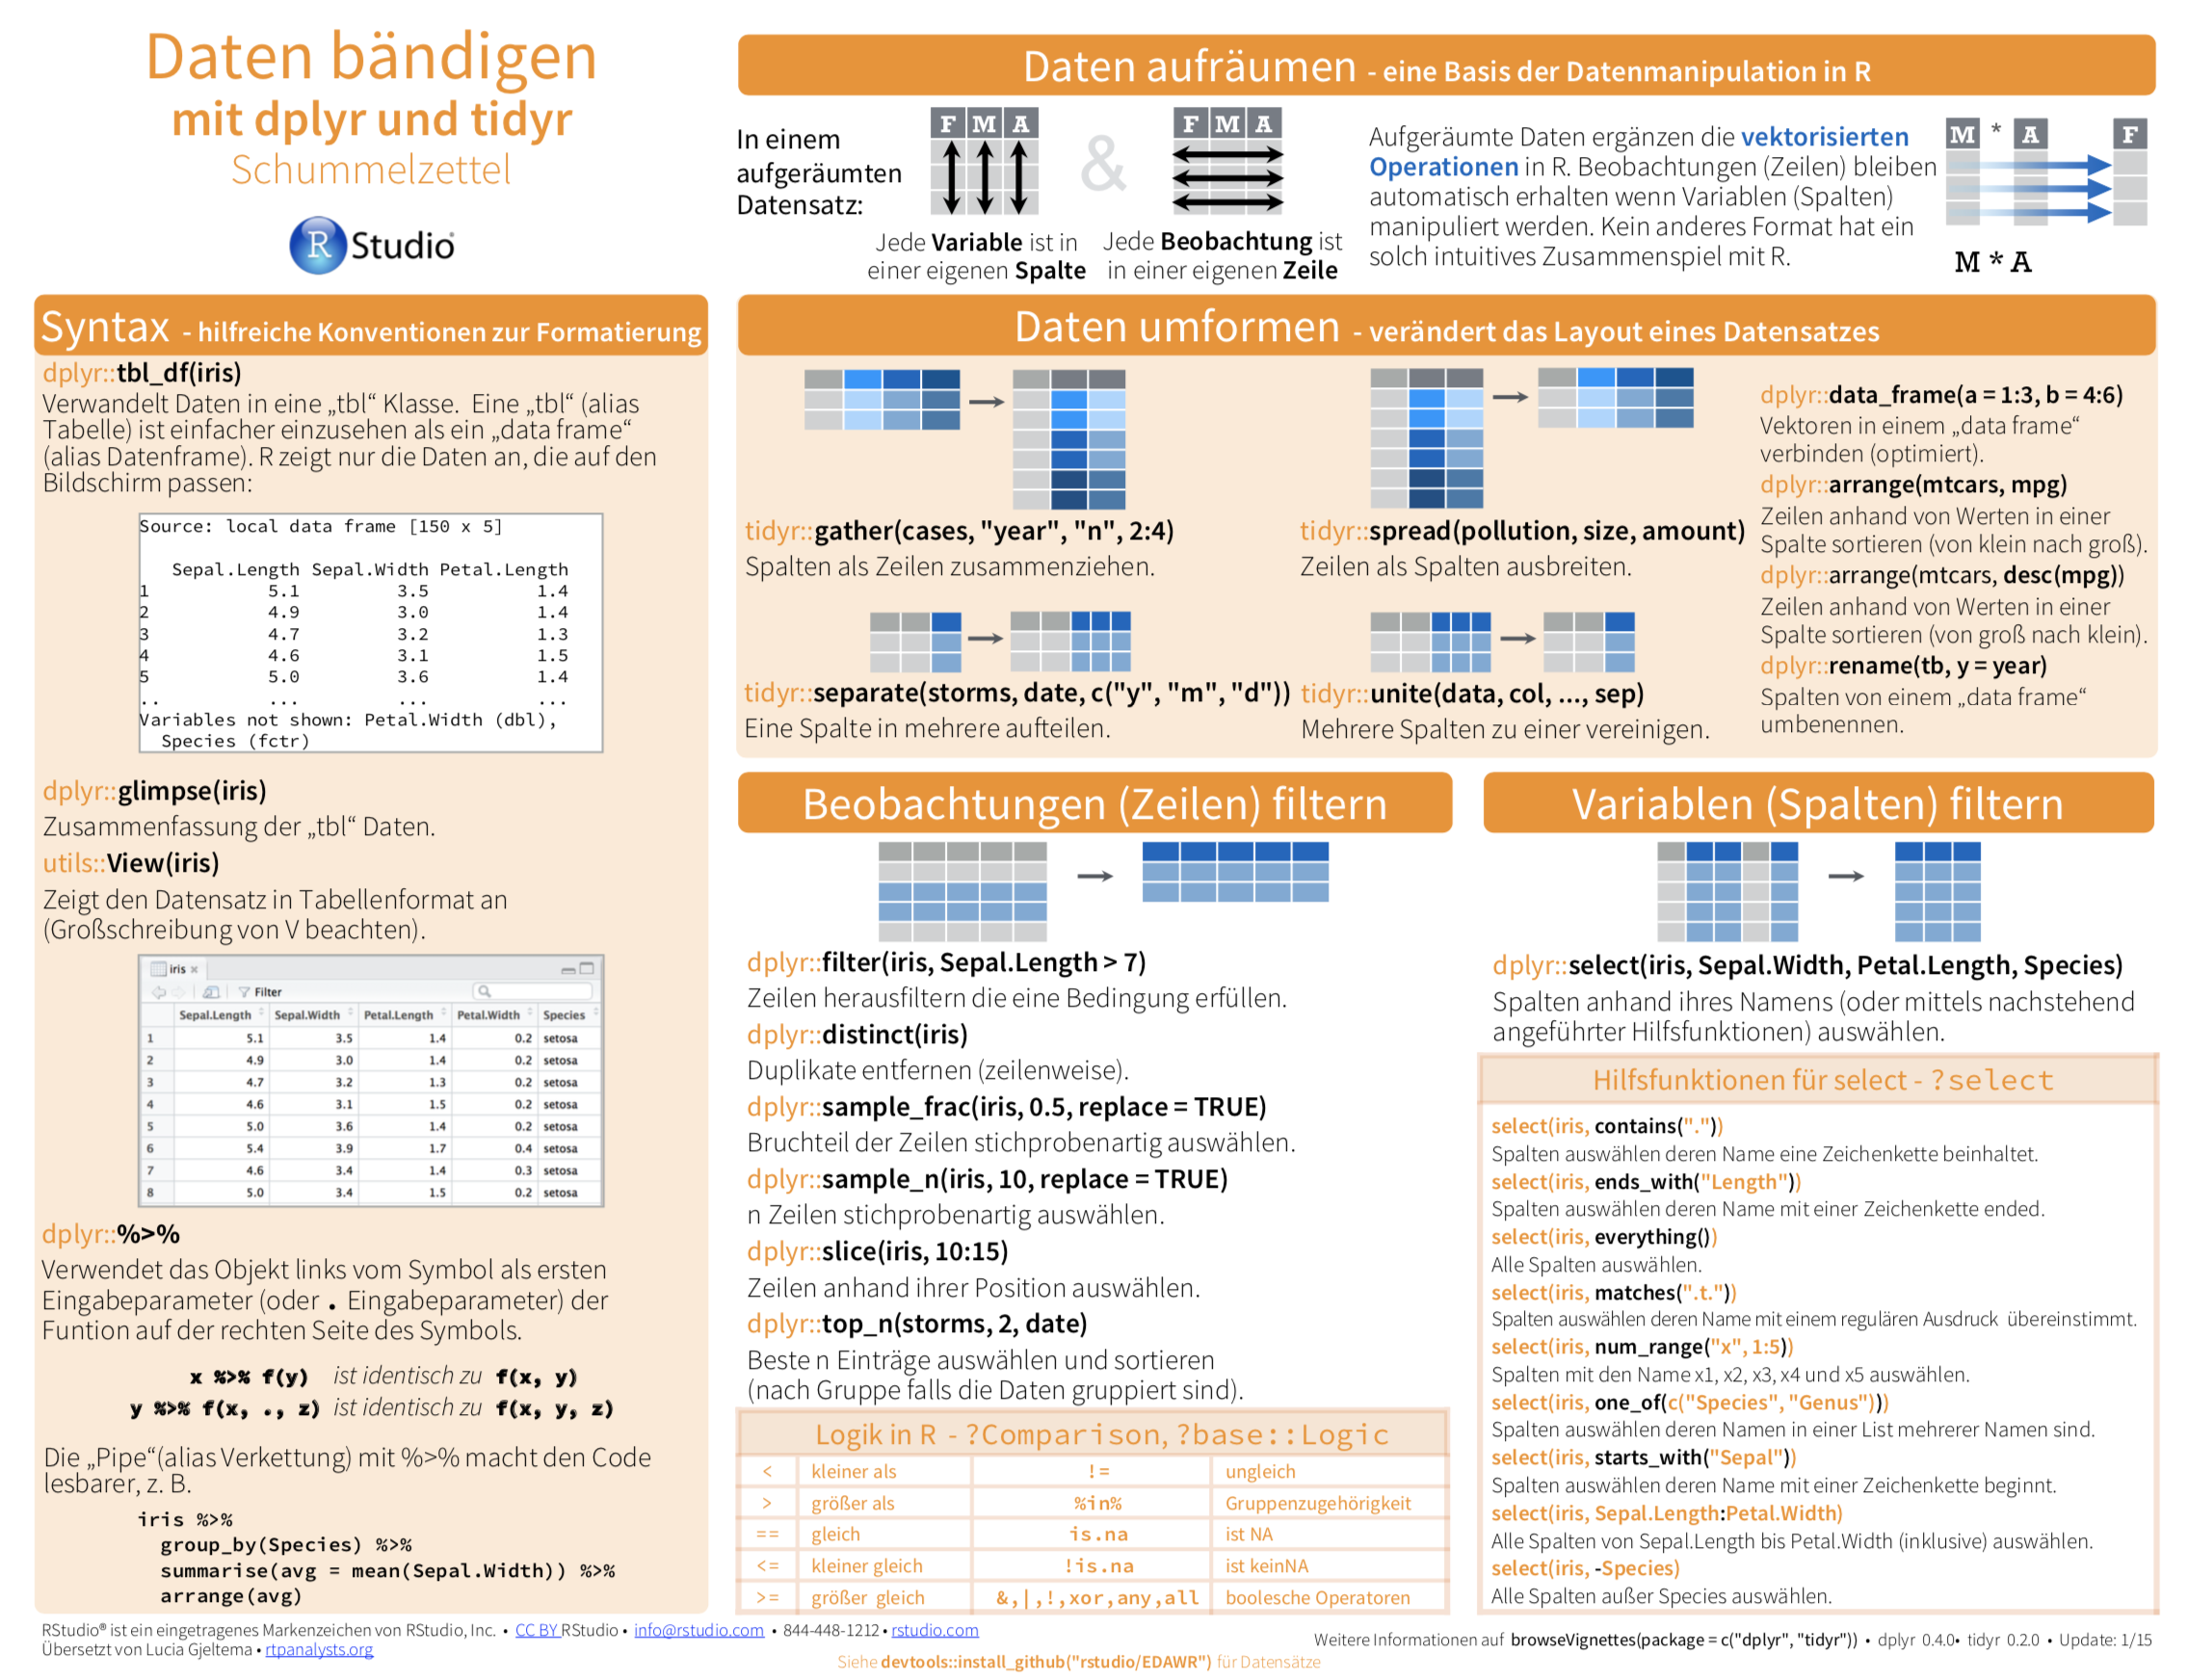 Daten bändigen
mit dplyr und tidyr
Schummelzettel
R Studio®
Syntax - hilfreiche Konventionen zur Formatierung
dplyr::tbl_df(iris)
Verwandelt Daten in eine „tbl“ Klasse. Eine „tbl“ (alias
Tabelle) ist einfacher einzusehen als ein „data frame“
(alias Datenframe). R zeigt nur die Daten an, die auf den
Bildschirm passen:
Source: local data frame [150 x 5]
Sepal.Length Sepal.Width Petal.Length
1 5.1 3.5 1.4
2 4.9 3.0 1.4
3 4.7 3.2 1.3
4 4.6 3.1 1.5
5 5.0 3.6 1.4
.. ... ... ...
Variables not shown: Petal.Width (dbl),
Species (fctr)
dplyr::glimpse(iris)
Zusammenfassung der „tbl“ Daten.
utils::View(iris)
Zeigt den Datensatz in Tabellenformat an
(Großschreibung von V beachten).
iris ×
Filter
Sepal.Length Sepal.Width Petal.Length Petal.Width Species
1 5.1 3.5 1.4 0.2 setosa
2 4.9 3.0 1.4 0.2 setosa
3 4.7 3.2 1.3 0.2 setosa
4 4.6 3.1 1.5 0.2 setosa
5 5.0 3.6 1.4 0.2 setosa
6 5.4 3.9 1.7 0.4 setosa
7 4.6 3.4 1.4 0.3 setosa
8 5.0 3.4 1.5 0.2 setosa
dplyr::%>%
Verwendet das Objekt links vom Symbol als ersten
Eingabeparameter (oder . Eingabeparameter) der
Funtion auf der rechten Seite des Symbols.
x %>% f(y) ist identisch zu f(x, y)
y %>% f(x, ., z) ist identisch zu f(x, y, z)
Die „Pipe“(alias Verkettung) mit %>% macht den Code
lesbarer, z. B.
iris %>%
group_by(Species) %>%
summarise(avg = mean(Sepal.Width)) %>%
arrange(avg)
Daten aufräumen - eine Basis der Datenmanipulation in R
In einem
aufgeräumten
Datensatz:
F M A
Jede Variable ist in
einer eigenen Spalte
&
F M A
Jede Beobachtung ist
in einer eigenen Zeile
Aufgeräumte Daten ergänzen die vektorisierten
Operationen in R. Beobachtungen (Zeilen) bleiben
automatisch erhalten wenn Variablen (Spalten)
manipuliert werden. Kein anderes Format hat ein
solch intuitives Zusammenspiel mit R.
M * A F
M * A
Daten umformen - verändert das Layout eines Datensatzes
tidyr::gather(cases, "year", "n", 2:4)
Spalten als Zeilen zusammenziehen.
tidyr::spread(pollution, size, amount)
Zeilen als Spalten ausbreiten.
tidyr::separate(storms, date, c("y", "m", "d"))
Eine Spalte in mehrere aufteilen.
tidyr::unite(data, col, ..., sep)
Mehrere Spalten zu einer vereinigen.
dplyr::data_frame(a = 1:3, b = 4:6)
Vektoren in einem „data frame“
verbinden (optimiert).
dplyr::arrange(mtcars, mpg)
Zeilen anhand von Werten in einer
Spalte sortieren (von klein nach groß).
dplyr::arrange(mtcars, desc(mpg))
Zeilen anhand von Werten in einer
Spalte sortieren (von groß nach klein).
dplyr::rename(tb, y = year)
Spalten von einem „data frame“
umbenennen.
Beobachtungen (Zeilen) filtern
dplyr::filter(iris, Sepal.Length > 7)
Zeilen herausfiltern die eine Bedingung erfüllen.
dplyr::distinct(iris)
Duplikate entfernen (zeilenweise).
dplyr::sample_frac(iris, 0.5, replace = TRUE)
Bruchteil der Zeilen stichprobenartig auswählen.
dplyr::sample_n(iris, 10, replace = TRUE)
n Zeilen stichprobenartig auswählen.
dplyr::slice(iris, 10:15)
Zeilen anhand ihrer Position auswählen.
dplyr::top_n(storms, 2, date)
Beste n Einträge auswählen und sortieren
(nach Gruppe falls die Daten gruppiert sind).
Logik in R - ?Comparison, ?base::Logic
< kleiner als != ungleich
> größer als %in% Gruppenzugehörigkeit
== gleich is.na ist NA
<= kleiner gleich !is.na ist keinNA
>= größer gleich &,|,!,xor,any,all boolesche Operatoren
Variablen (Spalten) filtern
dplyr::select(iris, Sepal.Width, Petal.Length, Species)
Spalten anhand ihres Namens (oder mittels nachstehend
angeführter Hilfsfunktionen) auswählen.
Hilfsfunktionen für select - ?select
select(iris, contains("."))
Spalten auswählen deren Name eine Zeichenkette beinhaltet.
select(iris, ends_with("Length"))
Spalten auswählen deren Name mit einer Zeichenkette ended.
select(iris, everything())
Alle Spalten auswählen.
select(iris, matches(".t."))
Spalten auswählen deren Name mit einem regulären Ausdruck übereinstimmt.
select(iris, num_range("x", 1:5))
Spalten mit den Name x1, x2, x3, x4 und x5 auswählen.
select(iris, one_of(c("Species", "Genus")))
Spalten auswählen deren Namen in einer List mehrerer Namen sind.
select(iris, starts_with("Sepal"))
Spalten auswählen deren Name mit einer Zeichenkette beginnt.
select(iris, Sepal.Length:Petal.Width)
Alle Spalten von Sepal.Length bis Petal.Width (inklusive) auswählen.
select(iris, -Species)
Alle Spalten außer Species auswählen.
RStudio® ist ein eingetragenes Markenzeichen von RStudio, Inc. • CC BY RStudio • info@rstudio.com • 844-448-1212 • rstudio.com
Übersetzt von Lucia Gjeltema • rtpanalysts.org
Siehe devtools::install_github("rstudio/EDAWR") für Datensätze
Weitere Informationen auf browseVignettes(package = c("dplyr", "tidyr")) • dplyr 0.4.0• tidyr 0.2.0 • Update: 1/15